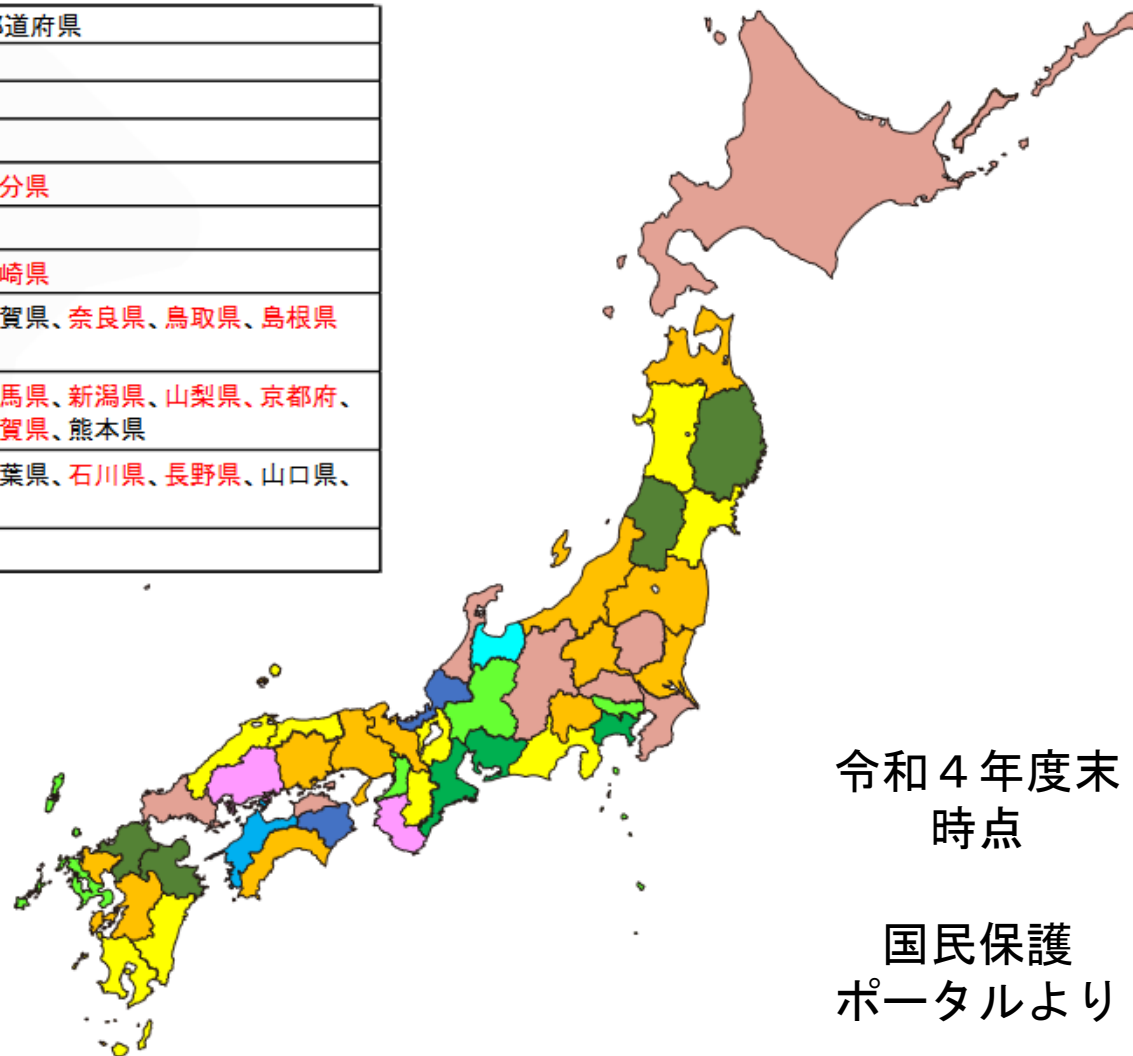 道府県
分県
崎県
賀県、奈良県、鳥取県、島根県
馬県、新潟県、山梨県、京都府、
賀県、熊本県
葉県、石川県、長野県、山口県、
令和４年度末
時点
国民保護
ポータルより